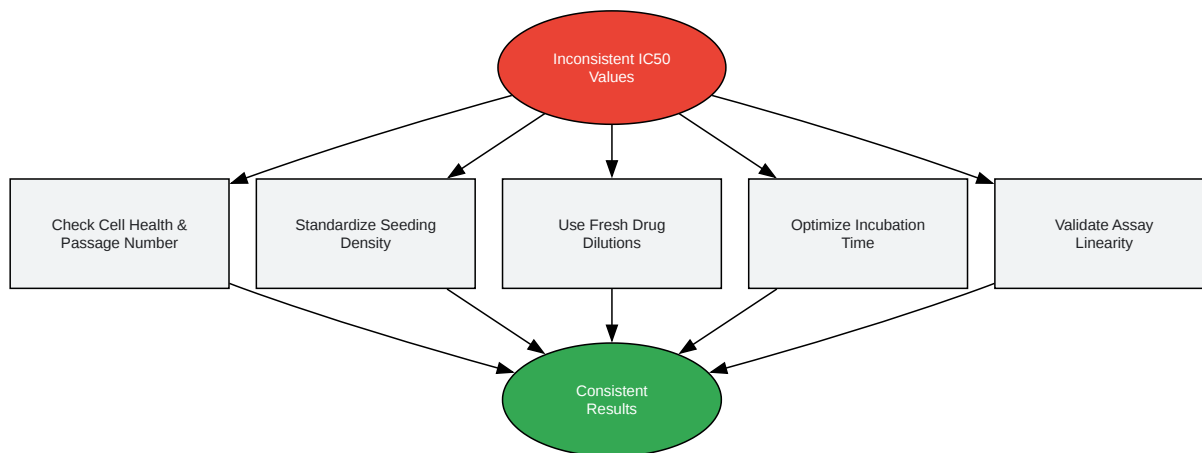 Inconsistent IC50
Values
Check Cell Health &
Passage Number
Standardize Seeding
Density
Use Fresh Drug
Dilutions
Optimize Incubation
Time
Validate Assay
Linearity
Consistent
Results